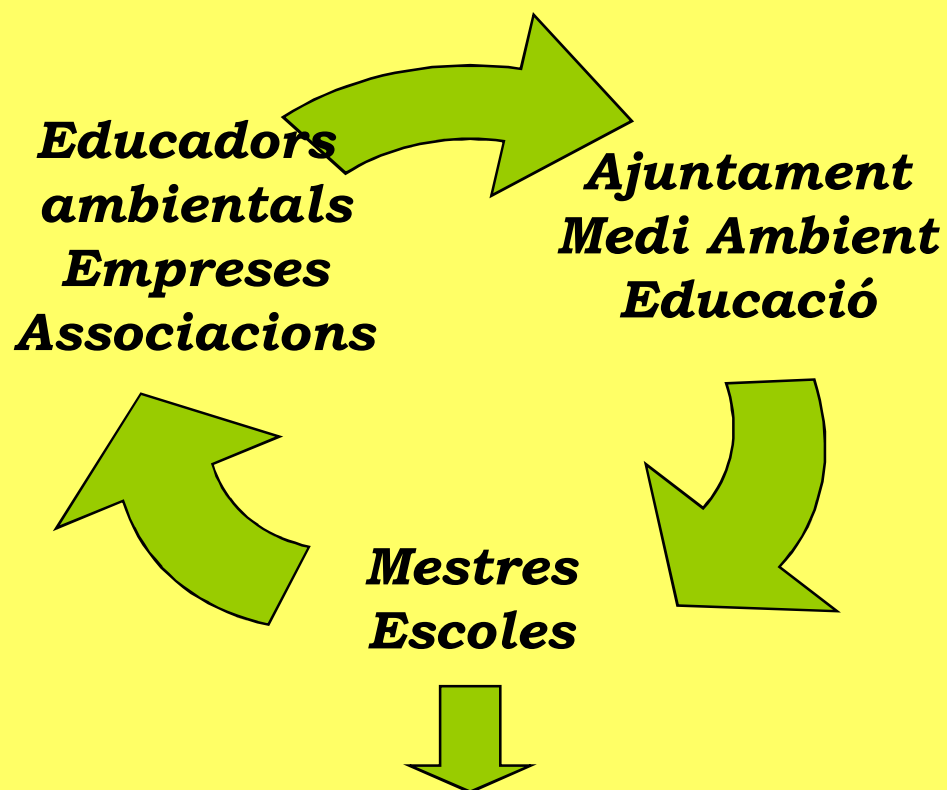 Educadors
ambientals
Empreses
Associacions
Ajuntament
Medi Ambient
Educació
Mestres
Escoles